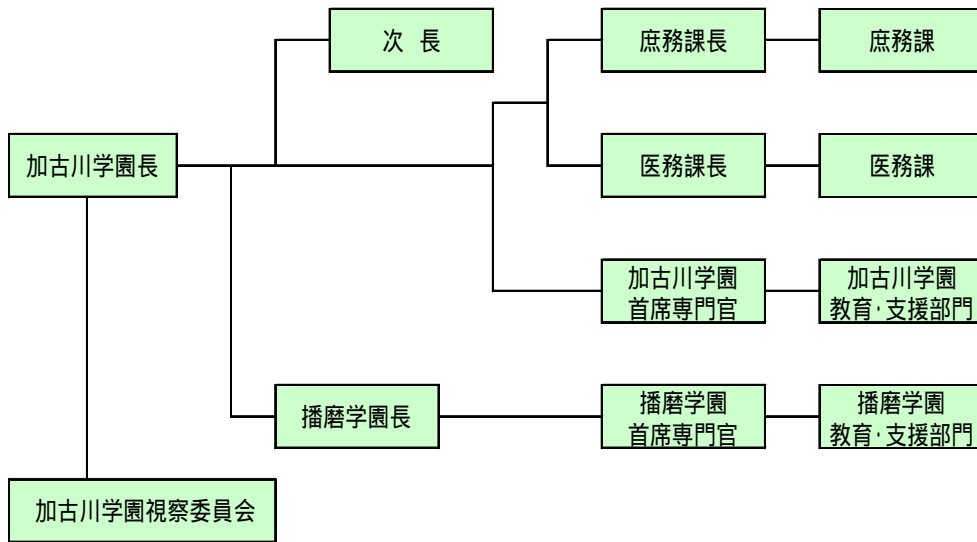 次 長
庶務課長
庶務課
加古川学園長
医務課長
医務課
加古川学園
首席専門官
加古川学園
教育・支援部門
播磨学園長
播磨学園
首席専門官
播磨学園
教育・支援部門
加古川学園視察委員会